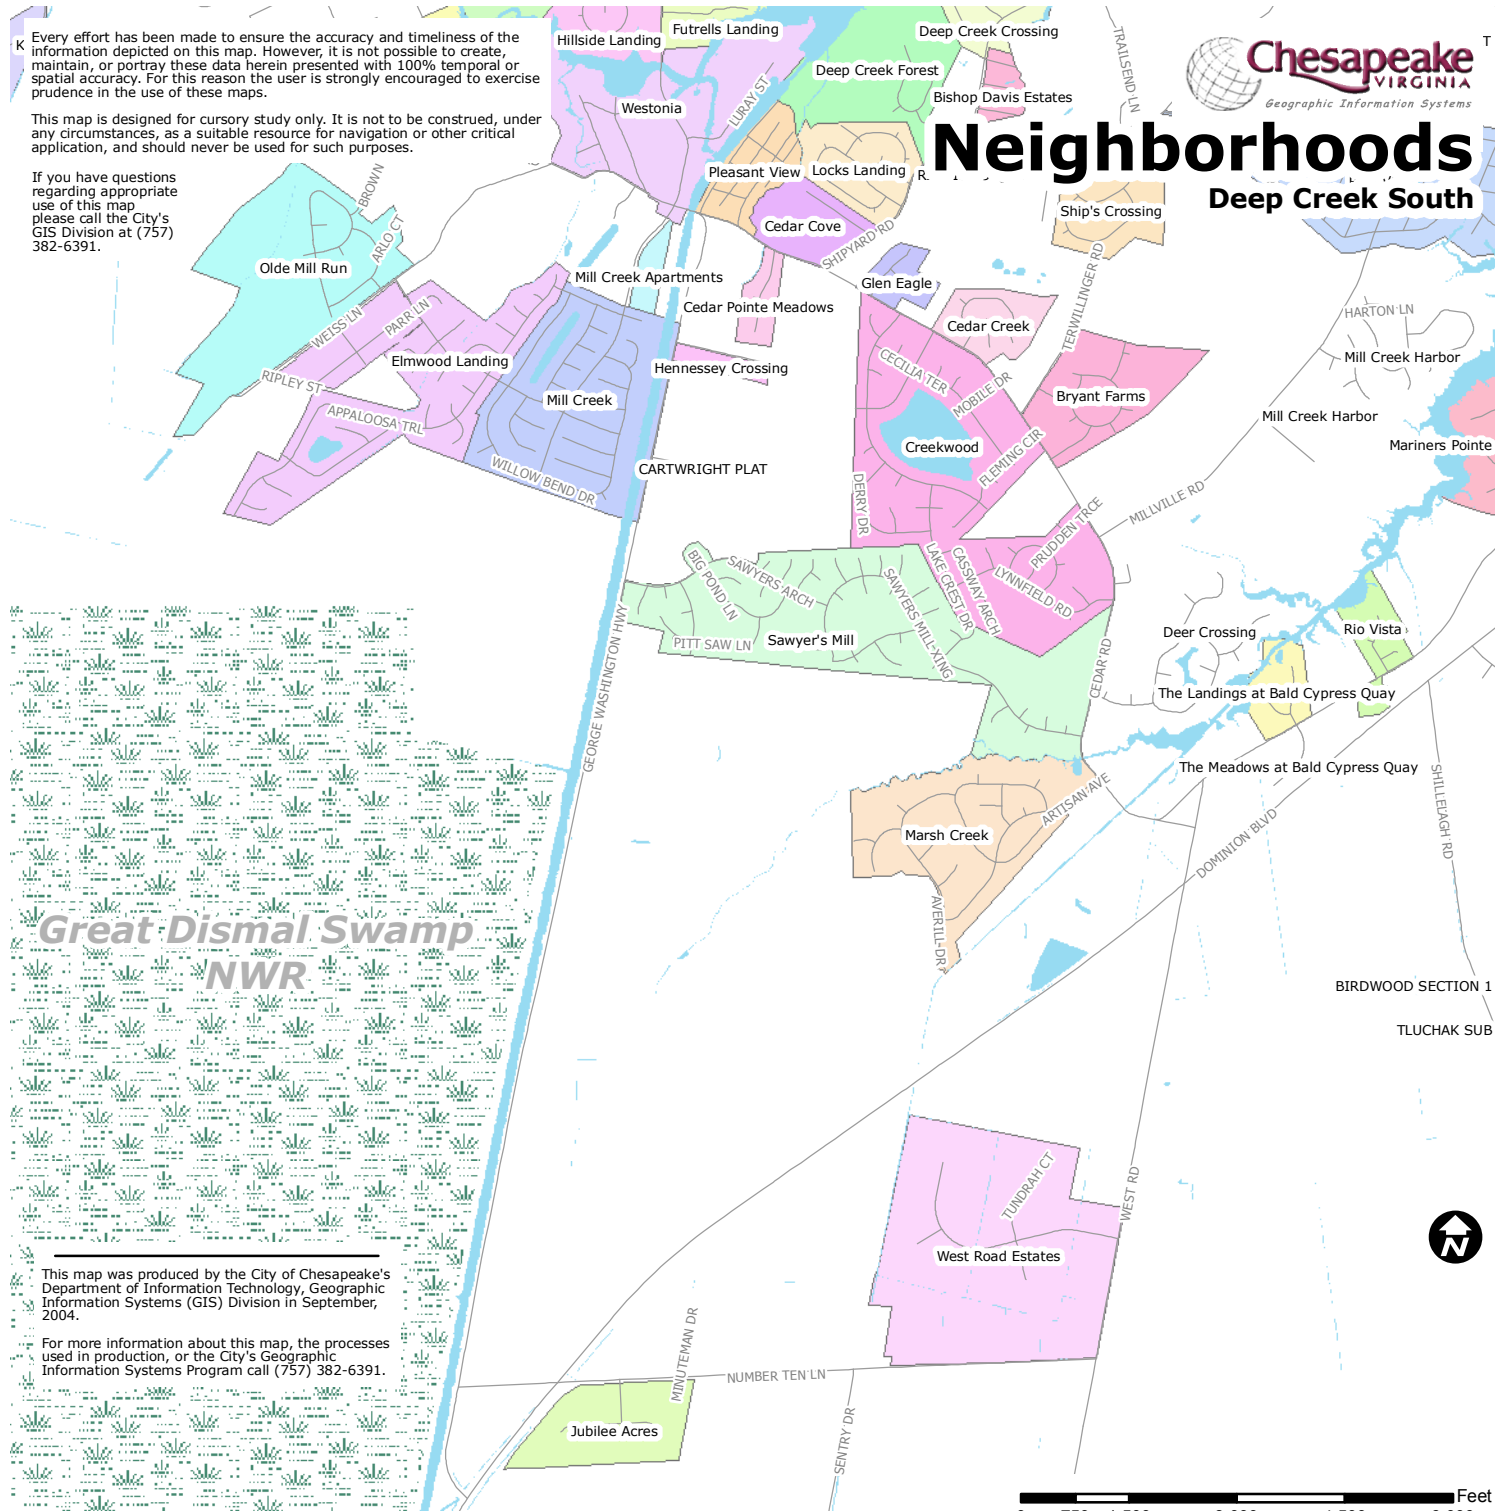 Every effort has been made to ensure the accuracy and timeliness of the
information depicted on this map. However, it is not possible to create,
maintain, or portray these data herein presented with 100% temporal or
spatial accuracy. For this reason the user is strongly encouraged to exercise
prudence in the use of these maps.
This map is designed for cursory study only. It is not to be construed, under
any circumstances, as a suitable resource for navigation or other critical
application, and should never be used for such purposes.
If you have questions
regarding appropriate
use of this map
please call the City's
GIS Division at (757)
382-6391.
Chesapeake
VIRGINIA
Geographic Information Systems
Neighborhoods
Deep Creek South
Hillside Landing
Futrells Landing
Deep Creek Crossing
TRAILSEND LN
Deep Creek Forest
Westonia
LURAY ST
Bishop Davis Estates
Pleasant View
Locks Landing
Ship's Crossing
Cedar Cove
SHIPYARD RD
BROWN
ARLO CT
Olde Mill Run
Mill Creek Apartments
Glen Eagle
TERWILLINGER RD
Cedar Pointe Meadows
WEISS LN
PARR LN
Cedar Creek
HARTON LN
Mill Creek Harbor
Elmwood Landing
Hennessey Crossing
CECILIA TER
MOBILE DR
RIPLEY ST
Mill Creek
Bryant Farms
APPALOOSA TRL
Mill Creek Harbor
Creekwood
FLEMING CIR
Mariners Pointe
WILLOW BEND DR
CARTWRIGHT PLAT
DERRY DR
MILLVILLE RD
PRUDDEN TRCE
BIG POND LN
SAWYERS ARCH
SAWYERS MILL XING
LAKE CREST DR
CASSWAY ARCH
LYNNFIELD RD
GEORGE WASHINGTON HWY
PITT SAW LN
Sawyer's Mill
CEDAR RD
Deer Crossing
Rio Vista
The Landings at Bald Cypress Quay
The Meadows at Bald Cypress Quay
SHILLELAGH RD
ARTISAN AVE
Marsh Creek
DOMINION BLVD
AVERILL DR
Great Dismal Swamp
NWR
BIRDWOOD SECTION 1
TLUCHAK SUB
TUNDRAH CT
WEST RD
West Road Estates
N
This map was produced by the City of Chesapeake's
Department of Information Technology, Geographic
Information Systems (GIS) Division in September,
2004.
For more information about this map, the processes
used in production, or the City's Geographic
Information Systems Program call (757) 382-6391.
MINUTEMAN DR
NUMBER TEN LN
Jubilee Acres
SENTRY DR
Feet